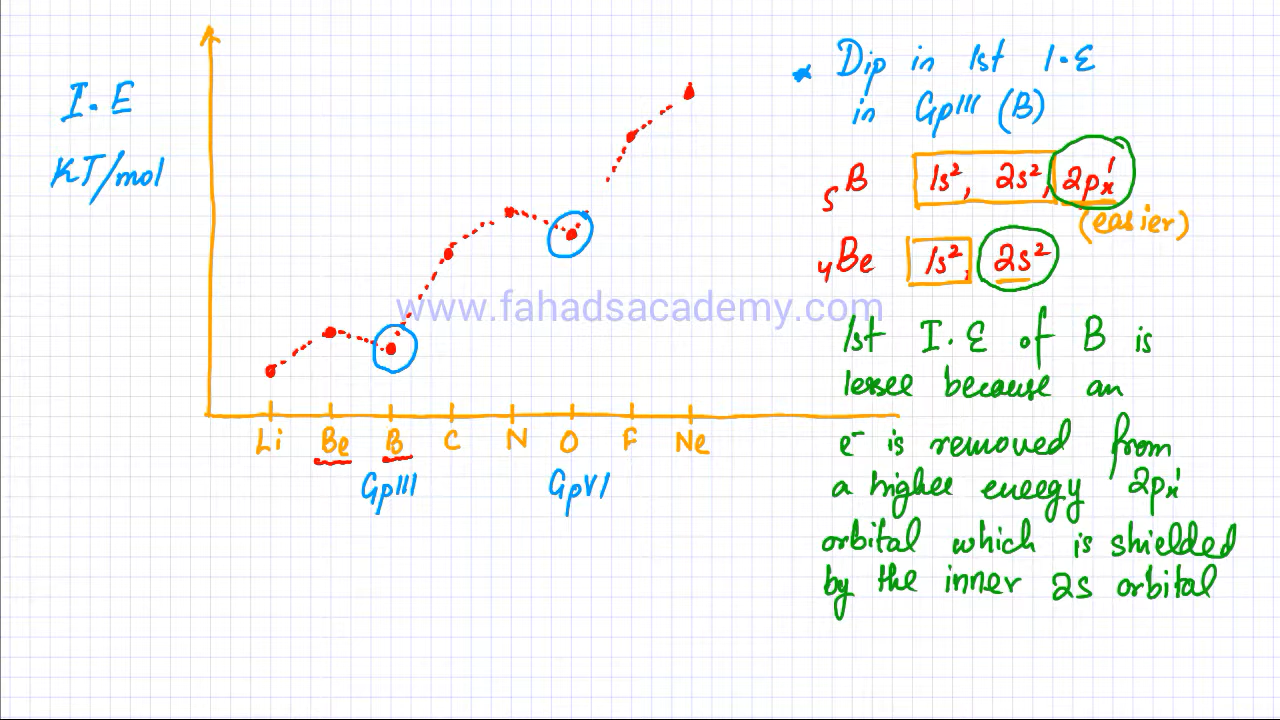 I.E
KJ/mol
Li Be B C N O F Ne
GpIII GpVI
* Dip in 1st I.E
in GpIII (B)
5B 1s², 2s², 2px¹
(easier)
4Be 1s², 2s²
1st I.E of B is
lesser because an
e⁻ is removed from
a higher energy 2px¹
orbital which is shielded
by the inner 2s orbital
www.fahadsacademy.com